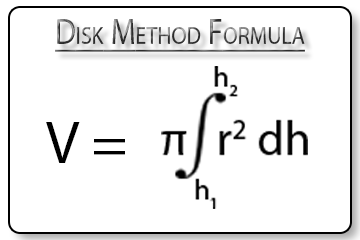 Disk Method Formula
V = π∫h₁h₂ r² dh